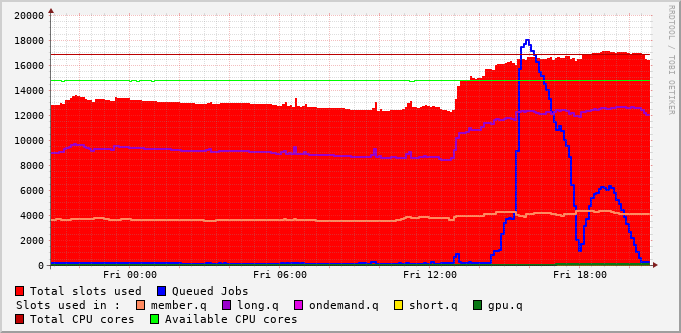 20000
18000
16000
14000
12000
10000
8000
6000
4000
2000
0
Fri 00:00 Fri 06:00 Fri 12:00 Fri 18:00
RRDTOOL / TOBI OETIKER
Total slots used Queued Jobs
Slots used in : member.q long.q ondemand.q short.q gpu.q
Total CPU cores Available CPU cores